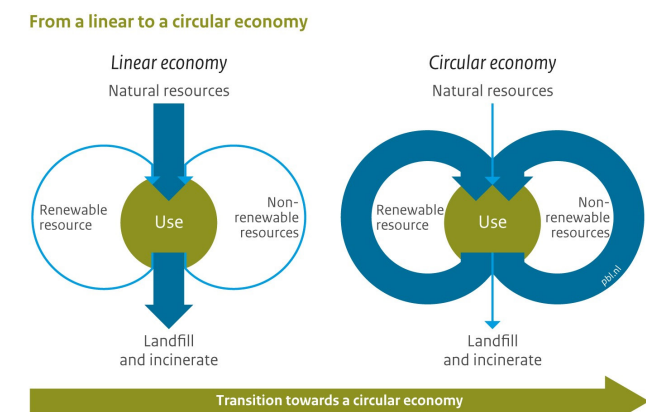 From a linear to a circular economy
Linear economy
Natural resources
Renewable
resource
Use
Non-
renewable
resources
Landfill
and incinerate
Circular economy
Natural resources
Renewable
resource
Use
Non-
renewable
resources
pbl.nl
Landfill
and incinerate
Transition towards a circular economy